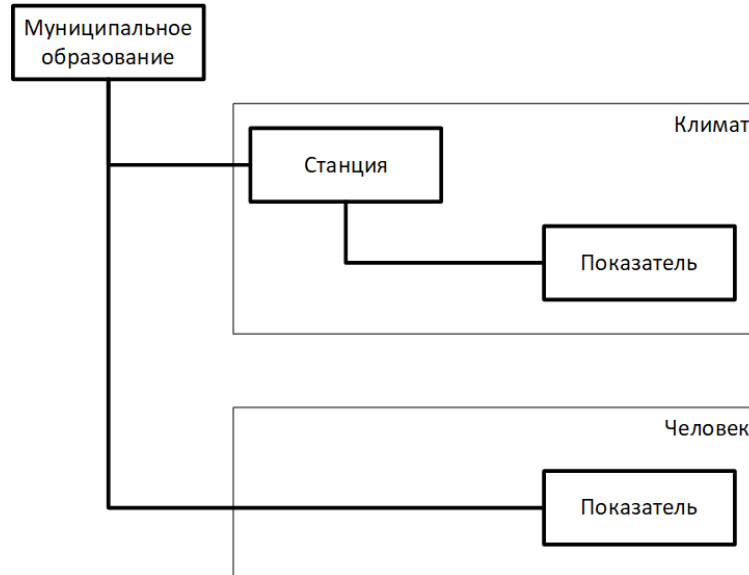 Муниципальное
образование
Климат
Станция
Показатель
Человек
Показатель